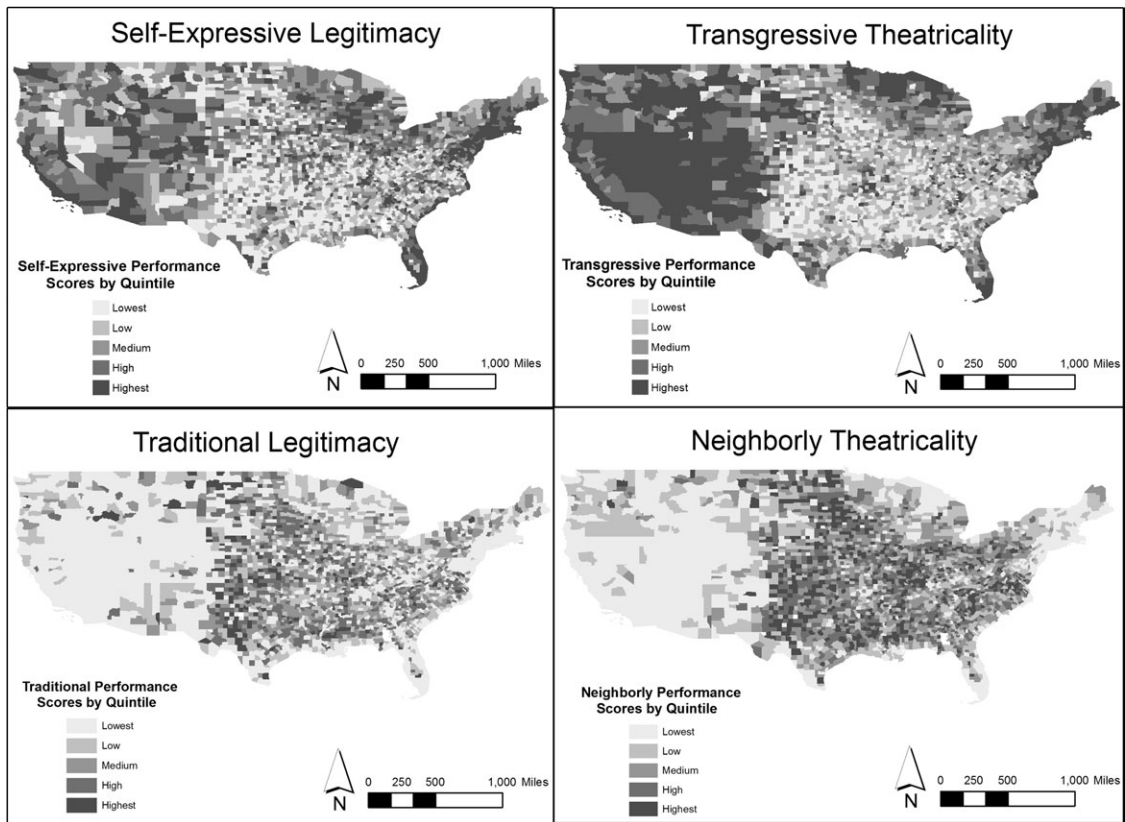 Self-Expressive Legitimacy
Self-Expressive Performance
Scores by Quintile
Lowest
Low
Medium
High
Highest
N
0 250 500 1,000 Miles
Transgressive Theatricality
Transgressive Performance
Scores by Quintile
Lowest
Low
Medium
High
Highest
N
0 250 500 1,000 Miles
Traditional Legitimacy
Traditional Performance
Scores by Quintile
Lowest
Low
Medium
High
Highest
N
0 250 500 1,000 Miles
Neighborly Theatricality
Neighborly Performance
Scores by Quintile
Lowest
Low
Medium
High
Highest
N
0 250 500 1,000 Miles